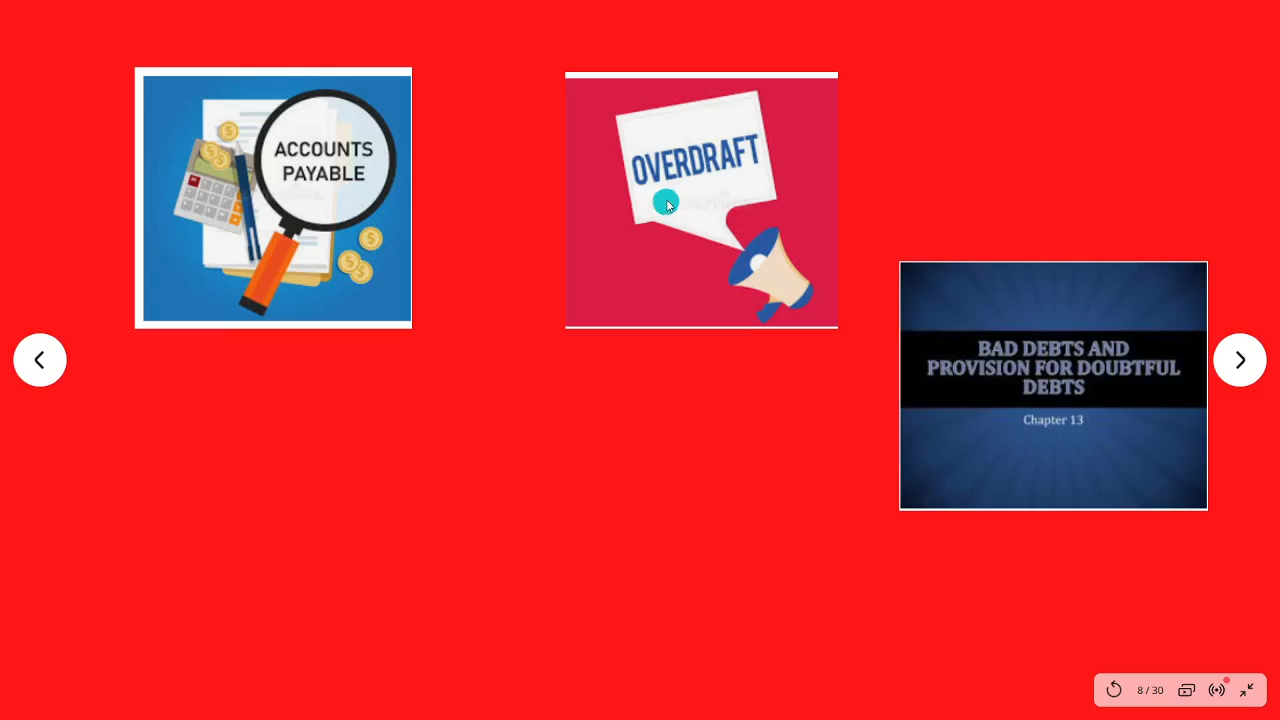 ACCOUNTS
PAYABLE
OVERDRAFT
BAD DEBTS AND
PROVISION FOR DOUBTFUL
DEBTS
Chapter 13
8 / 30